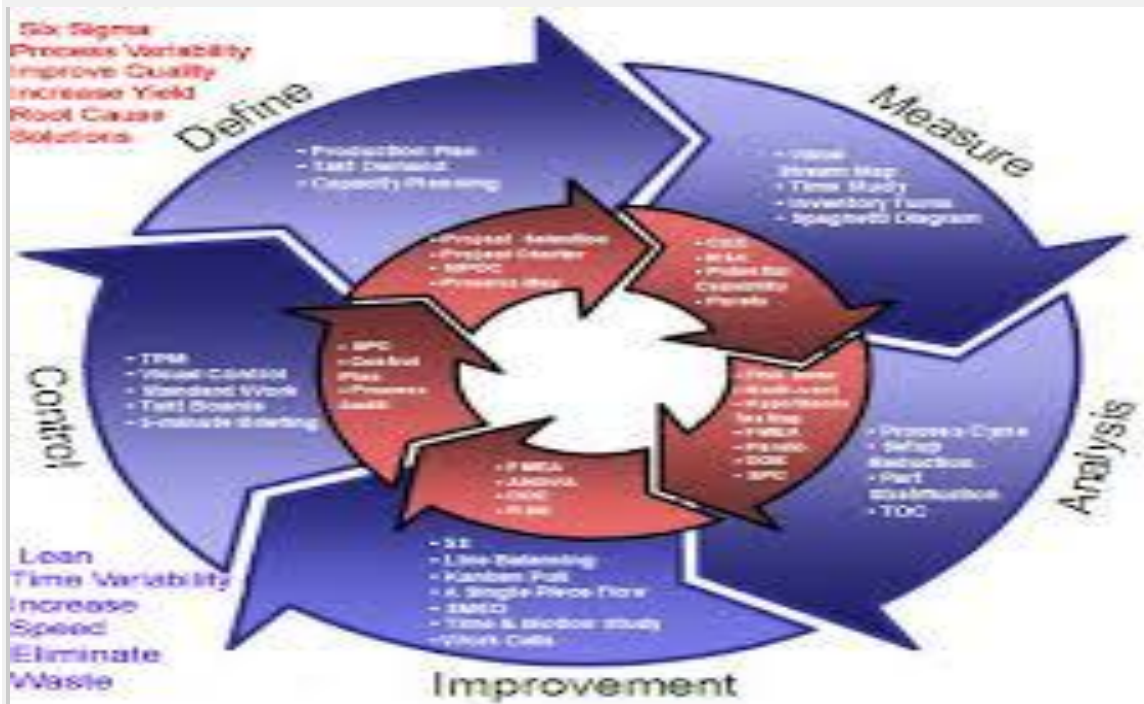 Six Sigma
Process Variability
Improve Quality
Increase Yield
Root Cause
Solutions
Define
• Production Plan
• Takt Demand
• Capacity Planning
Measure
• Value
Stream Map
• Time Study
• Inventory Turns
• Spaghetti Diagram
• Project Selection
• Project Charter
• SIPOC
• Process Map
• MSA
Capability
• Pareto
Analysis
• Process Cycle
• Setup
Reduction
• Part
• TOC
Testing
• FMEA
• Pareto
• DOE
• SPC
Improvement
• FMEA
• ANOVA
• DOE
• Line Balancing
• Kanban Pull
• A Single Piece Flow
• SMED
• Time & Motion Study
• Work Cells
Control
• TPM
• Visual Control
• Standard Work
• Takt Boards
• 5-minute Briefing
• SPC
• Control
Plan
• Process
Audit
Lean
Time Variability
Increase
Speed
Eliminate
Waste